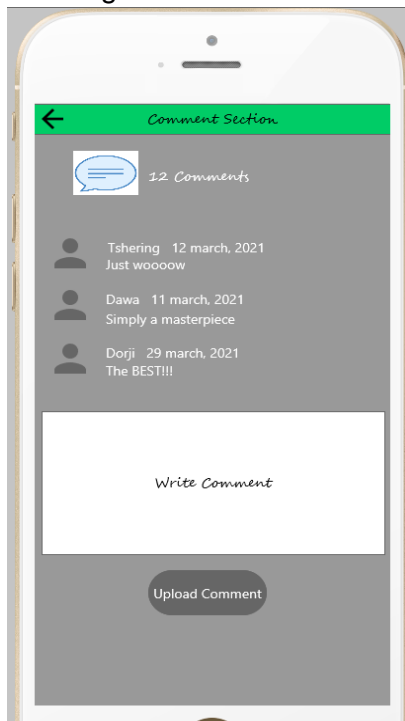 Comment Section
12 Comments
Tshering 12 march, 2021
Just woooow
Dawa 11 march, 2021
Simply a masterpiece
Dorji 29 march, 2021
The BEST!!!
Write Comment
Upload Comment